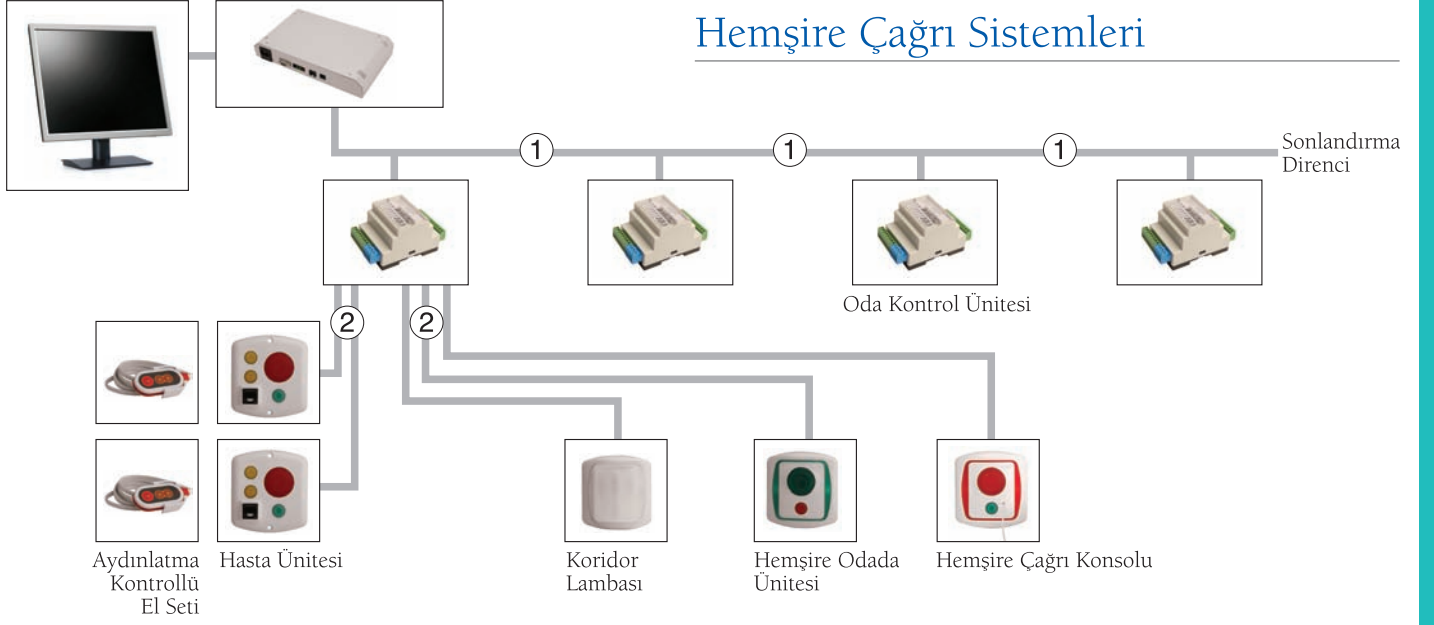 Hemşire Çağrı Sistemleri
1
1
1
Sonlandırma
Direnci
Oda Kontrol Ünitesi
2
2
Aydınlatma
Kontrollü
El Seti
Hasta Ünitesi
Koridor
Lambası
Hemşire Odada
Ünitesi
Hemşire Çağrı Konsolu